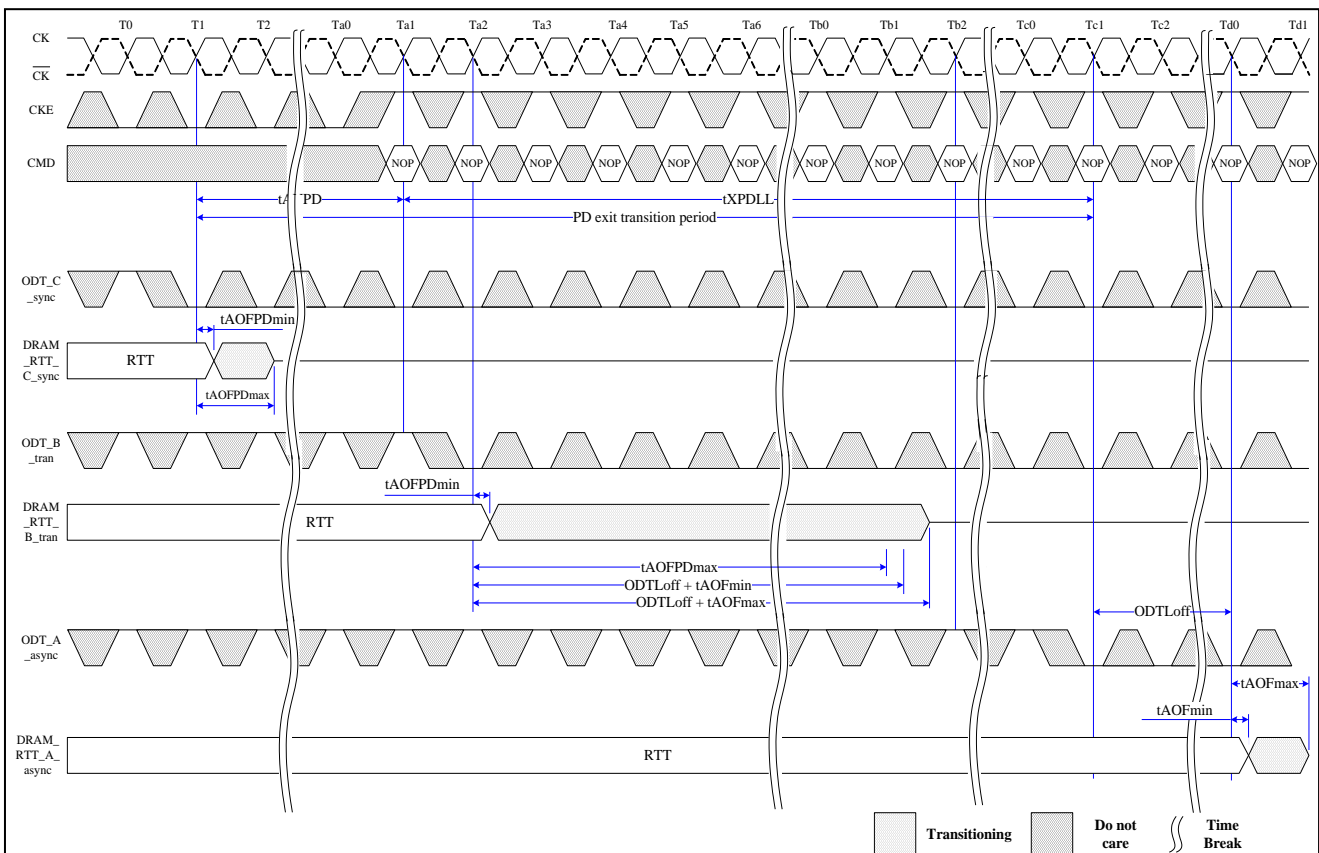 T0 T1 T2 Ta0 Ta1 Ta2 Ta3 Ta4 Ta5 Ta6 Tb0 Tb1 Tb2 Tc0 Tc1 Tc2 Td0 Td1
CK
CK
CKE
CMD
NOP NOP NOP NOP NOP NOP NOP NOP NOP NOP NOP NOP NOP NOP
tXPDLL
PD exit transition period
ODT_C
_sync
tAOFPDmin
DRAM
_RTT_
C_sync
RTT
tAOFPDmax
ODT_B
_tran
tAOFPDmin
DRAM
_RTT_
B_tran
RTT
tAOFPDmax
ODTLoff + tAOFmin
ODTLoff + tAOFmax
ODTLoff
ODT_A
_async
tAOFmax
tAOFmin
DRAM_
RTT_A_
async
RTT
Transitioning
Do not
care
Time
Break